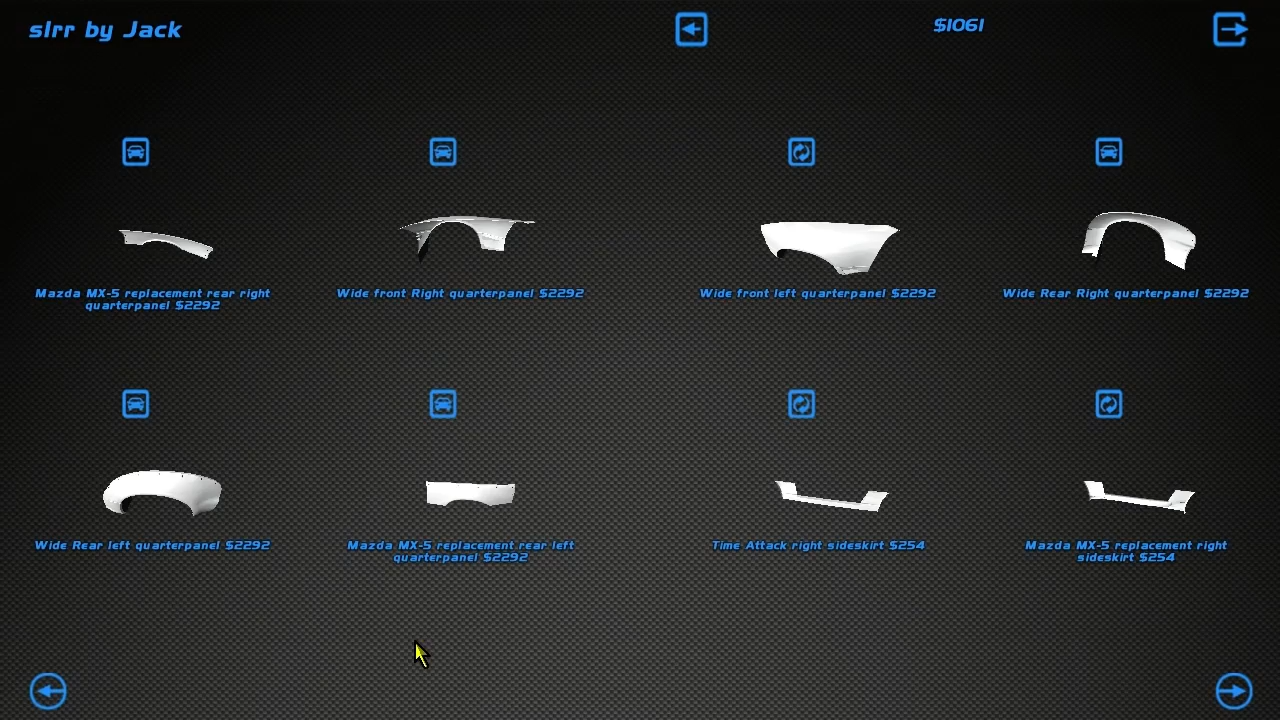 slrr by Jack
$1061
Mazda MX-5 replacement rear right
quarterpanel $2292
Wide front Right quarterpanel $2292
Wide front left quarterpanel $2292
Wide Rear Right quarterpanel $2292
Wide Rear left quarterpanel $2292
Mazda MX-5 replacement rear left
quarterpanel $2292
Time Attack right sideskirt $254
Mazda MX-5 replacement right
sideskirt $254